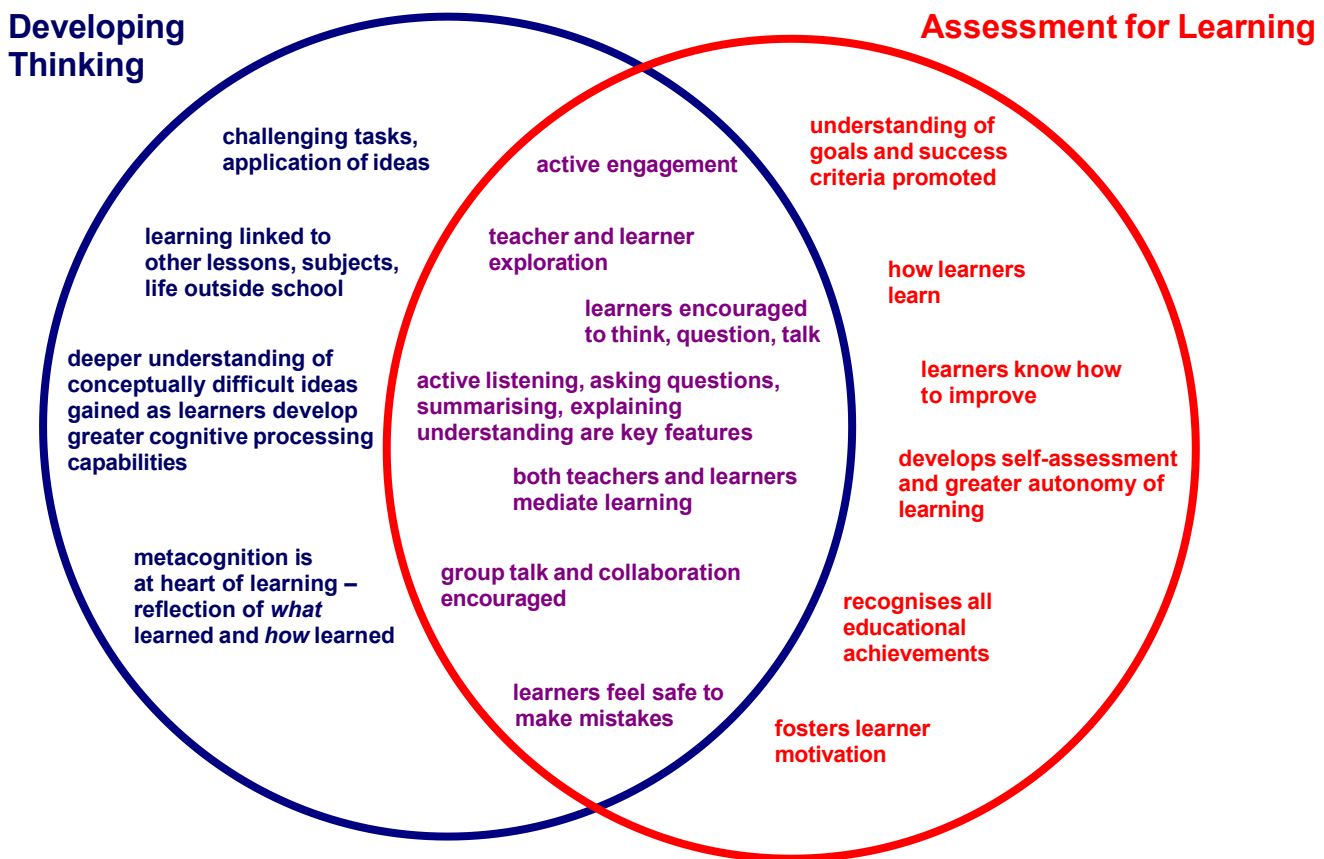 Developing
Thinking
challenging tasks,
application of ideas
learning linked to
other lessons, subjects,
life outside school
deeper understanding of
conceptually difficult ideas
gained as learners develop
greater cognitive processing
capabilities
metacognition is
at heart of learning –
reflection of what
learned and how learned
active engagement
teacher and learner
exploration
learners encouraged
to think, question, talk
active listening, asking questions,
summarising, explaining
understanding are key features
both teachers and learners
mediate learning
group talk and collaboration
encouraged
learners feel safe to
make mistakes
Assessment for Learning
understanding of
goals and success
criteria promoted
how learners
learn
learners know how
to improve
develops self-assessment
and greater autonomy of
learning
recognises all
educational
achievements
fosters learner
motivation